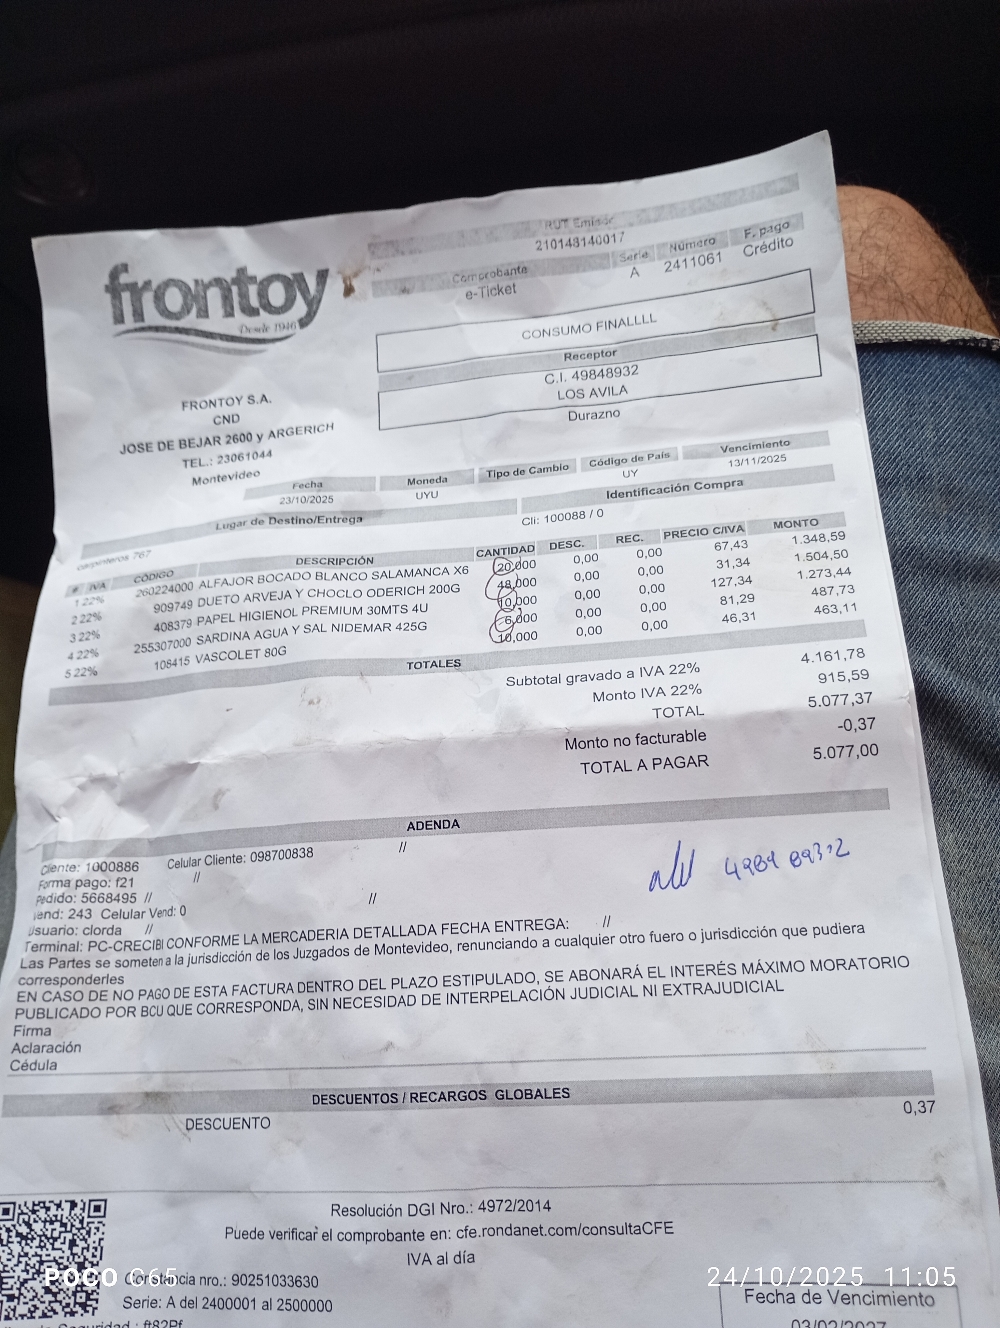 frontoy
Desde 1940
RUT Emisor
210148140017
Comprobante Serie Número F. pago
e-Ticket A 2411061 Crédito
CONSUMO FINALLLL
Receptor
C.I. 49848932
LOS AVILA
Durazno
FRONTOY S.A.
CND
JOSE DE BEJAR 2600 y ARGERICH
TEL.: 23061044
Montevideo
Fecha Moneda Tipo de Cambio Código de País Vencimiento
23/10/2025 UYU UY 13/11/2025
Lugar de Destino/Entrega Identificación Compra
carpinteros 767 Cli: 100088 / 0
# IVA CÓDIGO DESCRIPCIÓN CANTIDAD DESC. REC. PRECIO C/IVA MONTO
1 22% 260224000 ALFAJOR BOCADO BLANCO SALAMANCA X6 20,000 0,00 0,00 67,43 1.348,59
2 22% 909749 DUETO ARVEJA Y CHOCLO ODERICH 200G 48,000 0,00 0,00 31,34 1.504,50
3 22% 408379 PAPEL HIGIENOL PREMIUM 30MTS 4U 10,000 0,00 0,00 127,34 1.273,44
4 22% 255307000 SARDINA AGUA Y SAL NIDEMAR 425G 6,000 0,00 0,00 81,29 487,73
5 22% 108415 VASCOLET 80G 10,000 0,00 0,00 46,31 463,11
TOTALES
Subtotal gravado a IVA 22% 4.161,78
Monto IVA 22% 915,59
TOTAL 5.077,37
Monto no facturable -0,37
TOTAL A PAGAR 5.077,00
ADENDA
Cliente: 1000886 Celular Cliente: 098700838 //
Forma pago: f21 //
Pedido: 5668495 // //
Vend: 243 Celular Vend: 0
Usuario: clorda //
Terminal: PC-CRECIBI CONFORME LA MERCADERIA DETALLADA FECHA ENTREGA: //
Las Partes se someten a la jurisdicción de los Juzgados de Montevideo, renunciando a cualquier otro fuero o jurisdicción que pudiera
corresponderles
EN CASO DE NO PAGO DE ESTA FACTURA DENTRO DEL PLAZO ESTIPULADO, SE ABONARÁ EL INTERÉS MÁXIMO MORATORIO
PUBLICADO POR BCU QUE CORRESPONDA, SIN NECESIDAD DE INTERPELACIÓN JUDICIAL NI EXTRAJUDICIAL
Firma
Aclaración
Cédula
DESCUENTOS / RECARGOS GLOBALES
DESCUENTO 0,37
Resolución DGI Nro.: 4972/2014
Puede verificar el comprobante en: cfe.rondanet.com/consultaCFE
IVA al día
Constancia nro.: 90251033630
Serie: A del 2400001 al 2500000
Fecha de Vencimiento
POCO C65
24/10/2025 11:05